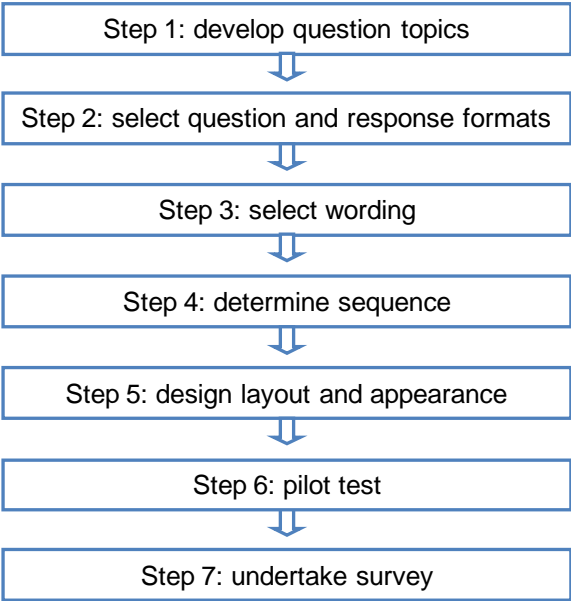 Step 1: develop question topics
Step 2: select question and response formats
Step 3: select wording
Step 4: determine sequence
Step 5: design layout and appearance
Step 6: pilot test
Step 7: undertake survey